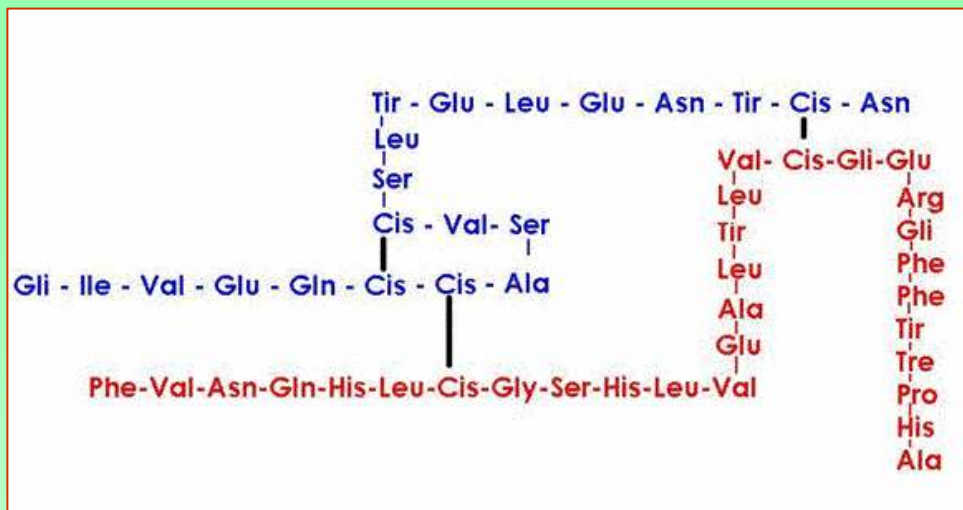 Tir - Glu - Leu - Glu - Asn - Tir - Cis - Asn
Leu
Ser
Cis - Val- Ser
Gli - Ile - Val - Glu - Gln - Cis - Cis - Ala
Val- Cis-Gli-Glu
Leu
Tir
Leu
Ala
Glu
Phe-Val-Asn-Gln-His-Leu-Cis-Gly-Ser-His-Leu-Val
Arg
Gli
Phe
Phe
Tir
Tre
Pro
His
Ala